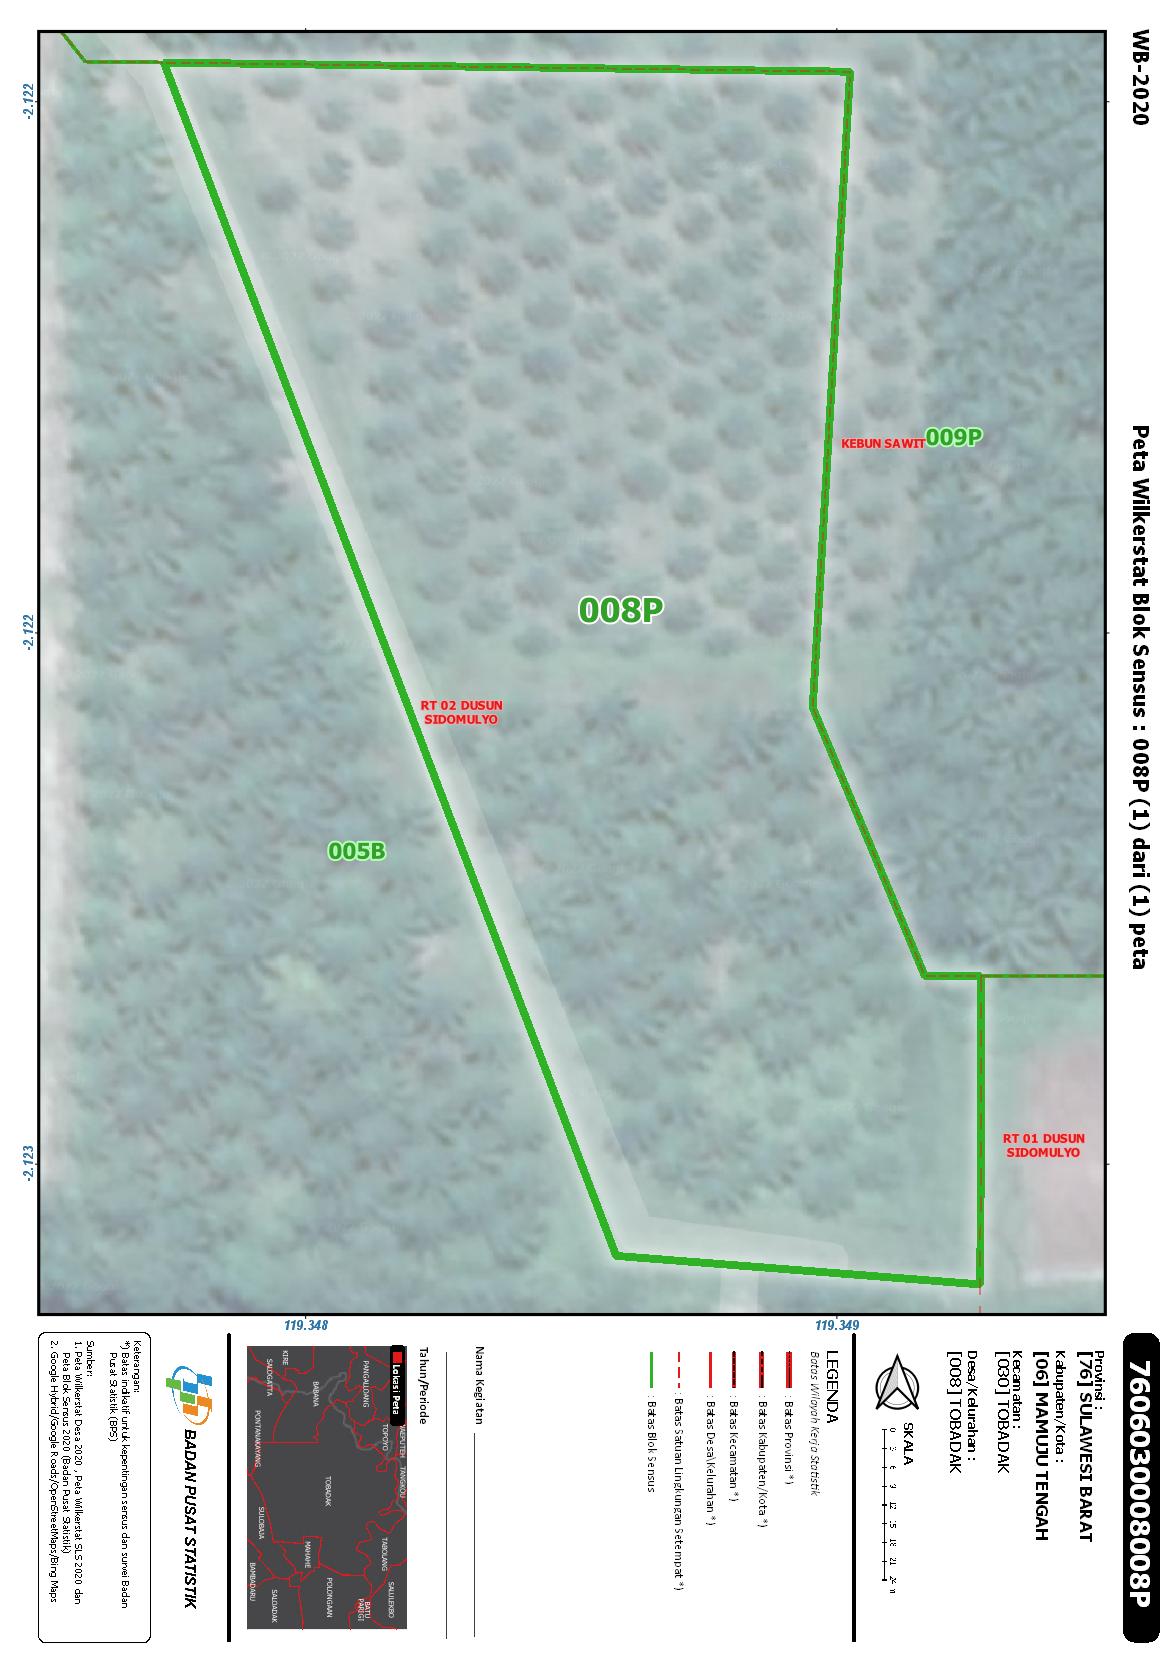 WB-2020
Peta Wilkerstat Blok Sensus : 008P (1) dari (1) peta
-2.122
-2.122
-2.123
119.348
119.349
KEBUN SAWIT
009P
008P
RT 02 DUSUN
SIDOMULYO
005B
RT 01 DUSUN
SIDOMULYO
7606030008008P
Provinsi :
[76] SULAWESI BARAT
Kabupaten/Kota :
[06] MAMUJU TENGAH
Kecamatan :
[030] TOBADAK
Desa/Kelurahan :
[008] TOBADAK
SKALA
0 3 6 9 12 15 18 21 24 m
LEGENDA
Batas Wilayah Kerja Statistik
: Batas Provinsi *)
: Batas Kabupaten/Kota *)
: Batas Kecamatan *)
: Batas Desa\Kelurahan *)
: Batas Satuan Lingkungan Setempat *)
: Batas Blok Sensus
Nama Kegiatan
Tahun/Periode
Lokasi Peta
TANGKOU
SALULEKBO
PANGALLOANG
TOPOYO
TABOLANG
BATU
PARIGI
BABANA
TOBADAK
MAHAHE
POLONGAAN
KIRE
SALOGATTA
PONTANAKAYANG
SULOBAJA
SALOADAK
BAMBADARU
BADAN PUSAT STATISTIK
Keterangan:
*) Batas indikatif untuk kepentingan sensus dan survei Badan
Pusat Statistik (BPS)
Sumber:
1. Peta Wilkerstat Desa 2020 , Peta Wilkerstat SLS 2020 dan
Peta Blok Sensus 2020 (Badan Pusat Statistik)
2. Google Hybrid/Google Roads/OpenStreetMaps/Bing Maps